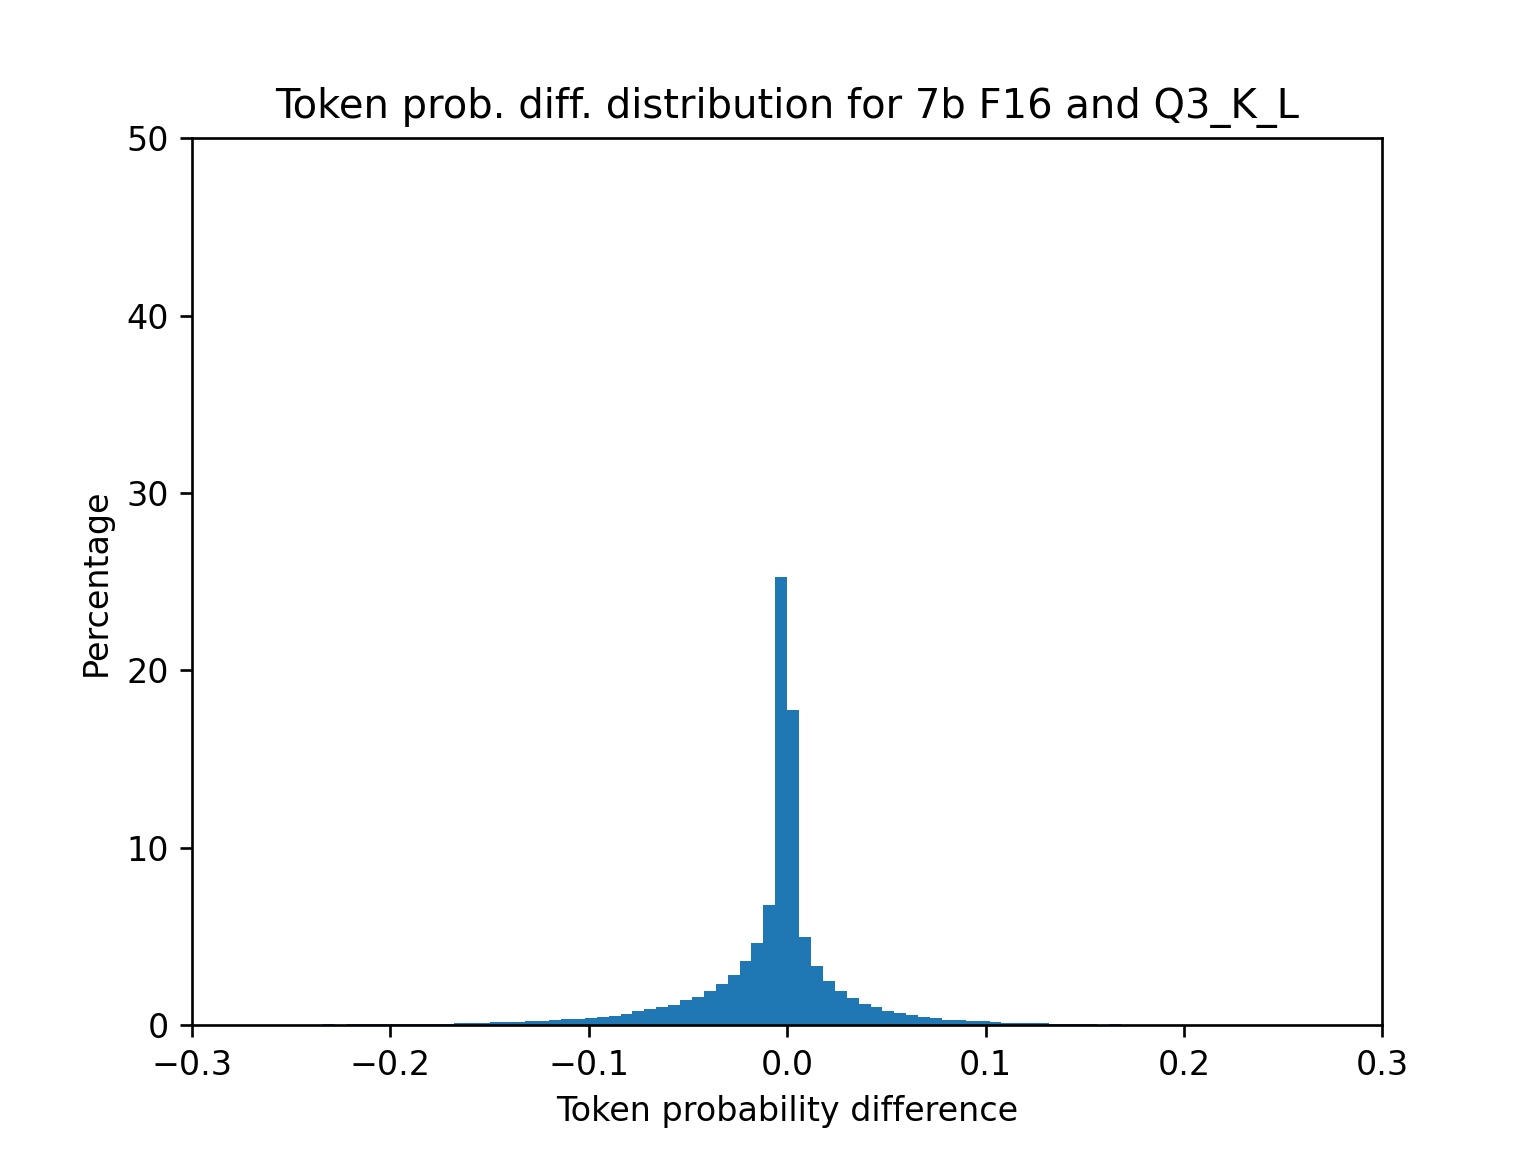 Token prob. diff. distribution for 7b F16 and Q3_K_L
50
40
30
20
10
0
Percentage
−0.3 −0.2 −0.1 0.0 0.1 0.2 0.3
Token probability difference